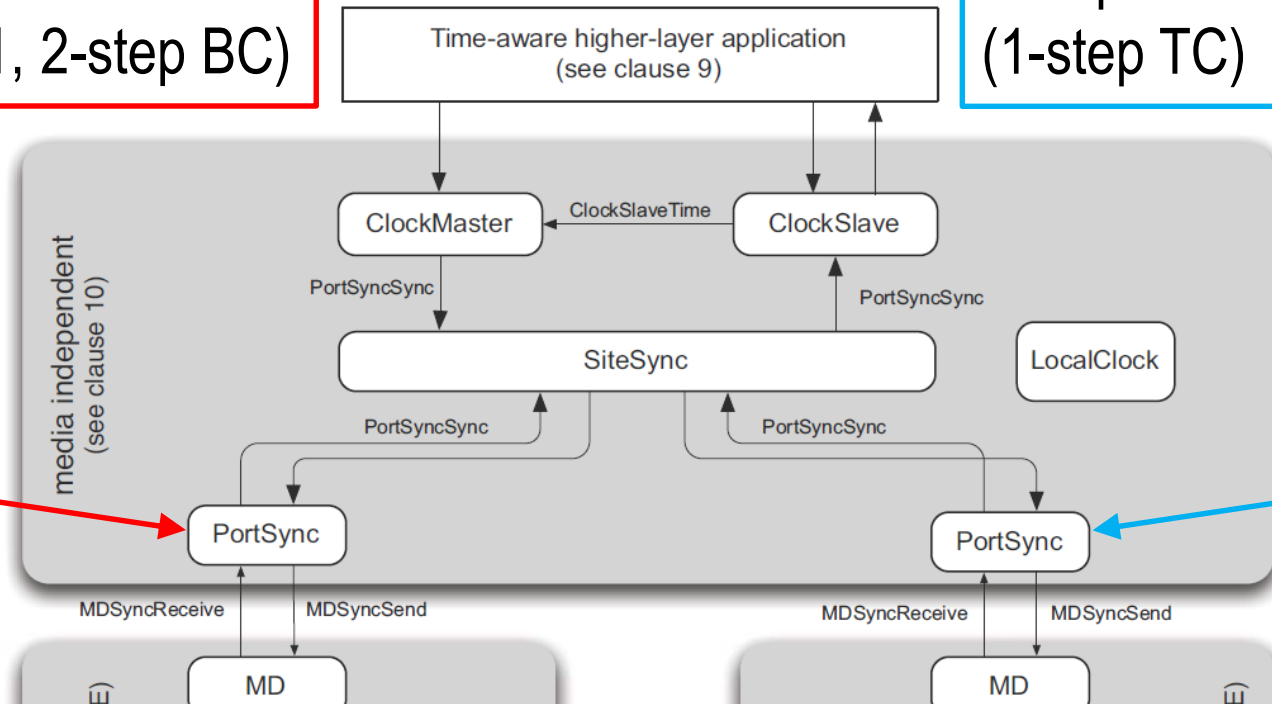 , 2-step BC)
(1-step TC)
Time-aware higher-layer application
(see clause 9)
media independent
(see clause 10)
ClockMaster
ClockSlaveTime
ClockSlave
PortSyncSync
PortSyncSync
SiteSync
LocalClock
PortSyncSync
PortSyncSync
PortSync
PortSync
MDSyncReceive
MDSyncSend
MDSyncReceive
MDSyncSend
MD
MD
E)
E)